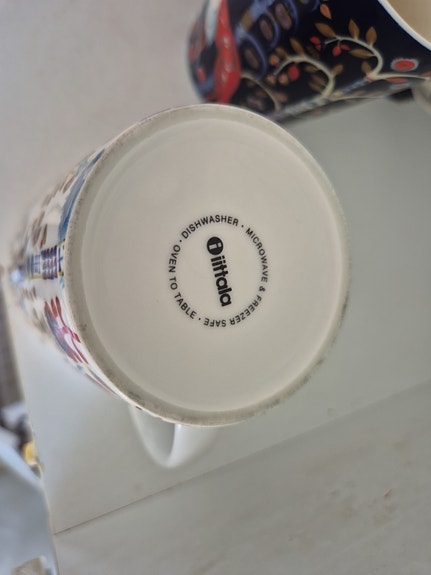 OVEN TO TABLE · DISHWASHER · MICROWAVE & FREEZER SAFE ·
iittala